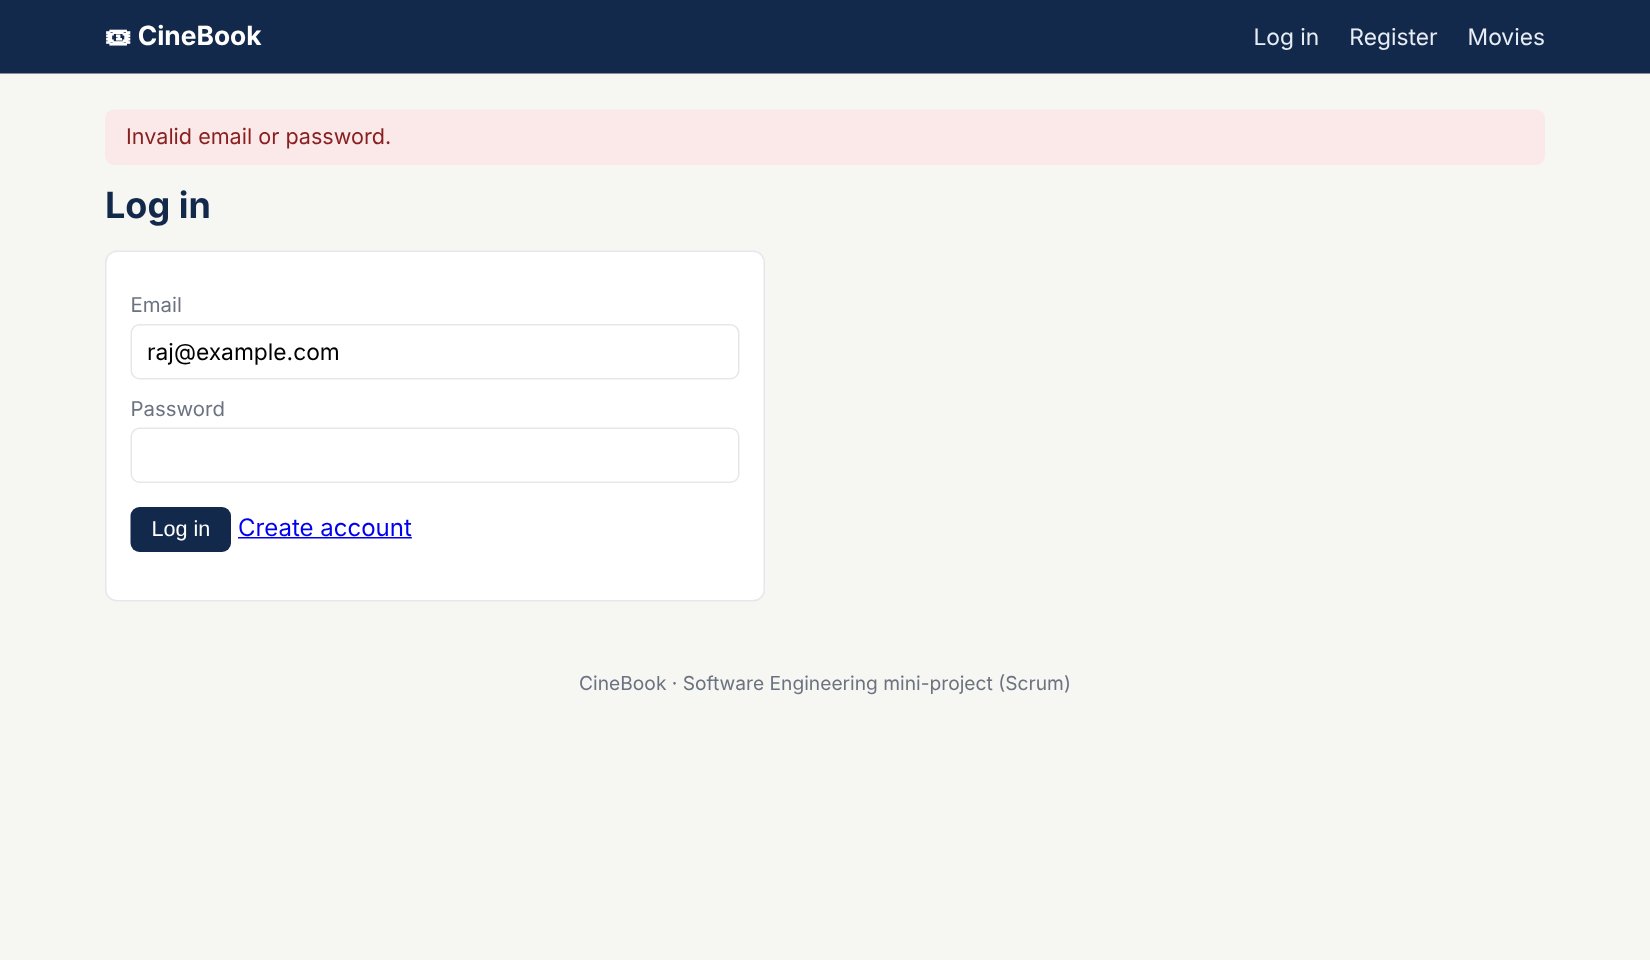 CineBook
Log in Register Movies
Invalid email or password.
Log in
Email
raj@example.com
Password
Log in Create account
CineBook · Software Engineering mini-project (Scrum)